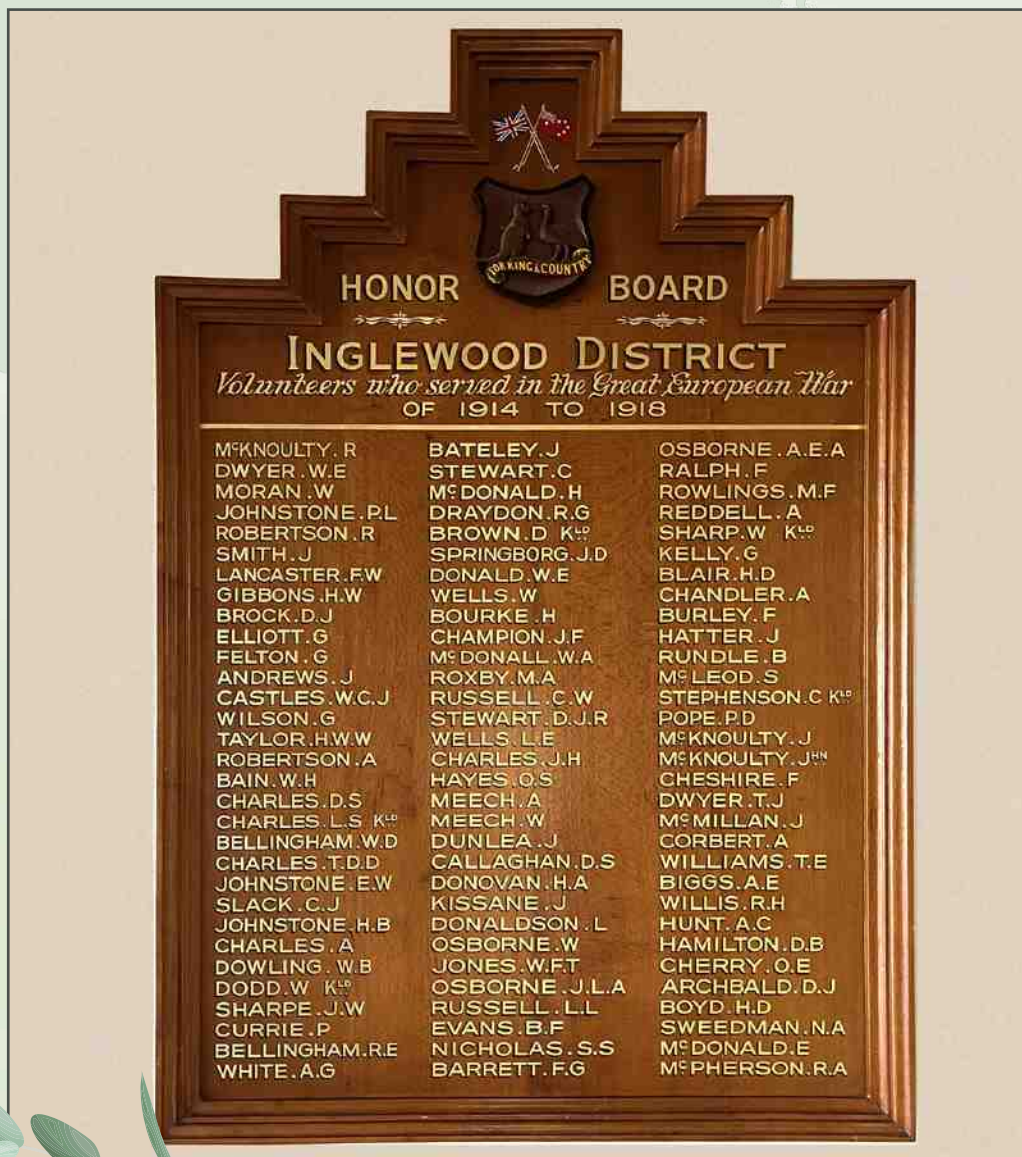 FOR KING & COUNTRY
HONOR BOARD
INGLEWOOD DISTRICT
Volunteers who served in the Great European War
OF 1914 TO 1918
McKNOULTY.R
DWYER.W.E
MORAN.W
JOHNSTONE.P.L
ROBERTSON.R
SMITH.J
LANCASTER.F.W
GIBBONS.H.W
BROCK.D.J
ELLIOTT.G
FELTON.G
ANDREWS.J
CASTLES.W.C.J
WILSON.G
TAYLOR.H.W.W
ROBERTSON.A
BAIN.W.H
CHARLES.D.S
CHARLES.L.S KLD
BELLINGHAM.W.D
CHARLES.T.D.D
JOHNSTONE.E.W
SLACK.C.J
JOHNSTONE.H.B
CHARLES.A
DOWLING.W.B
DODD.W KLD
SHARPE.J.W
CURRIE.P
BELLINGHAM.R.E
WHITE.A.G
BATELEY.J
STEWART.C
McDONALD.H
DRAYDON.R.G
BROWN.D KLD
SPRINGBORG.J.D
DONALD.W.E
WELLS.W
BOURKE.H
CHAMPION.J.F
McDONALL.W.A
ROXBY.M.A
RUSSELL.C.W
STEWART.D.J.R
WELLS.L.E
CHARLES.J.H
HAYES.O.S
MEECH.A
MEECH.W
DUNLEA.J
CALLAGHAN.D.S
DONOVAN.H.A
KISSANE.J
DONALDSON.L
OSBORNE.W
JONES.W.F.T
OSBORNE.J.L.A
RUSSELL.L.L
EVANS.B.F
NICHOLAS.S.S
BARRETT.F.G
OSBORNE.A.E.A
RALPH.F
ROWLINGS.M.F
REDDELL.A
SHARP.W KLD
KELLY.G
BLAIR.H.D
CHANDLER.A
BURLEY.F
HATTER.J
RUNDLE.B
McLEOD.S
STEPHENSON.C KLD
POPE.P.D
McKNOULTY.J
McKNOULTY.JHN
CHESHIRE.F
DWYER.T.J
McMILLAN.J
CORBERT.A
WILLIAMS.T.E
BIGGS.A.E
WILLIS.R.H
HUNT.A.C
HAMILTON.D.B
CHERRY.O.E
ARCHBALD.D.J
BOYD.H.D
SWEEDMAN.N.A
McDONALD.E
McPHERSON.R.A